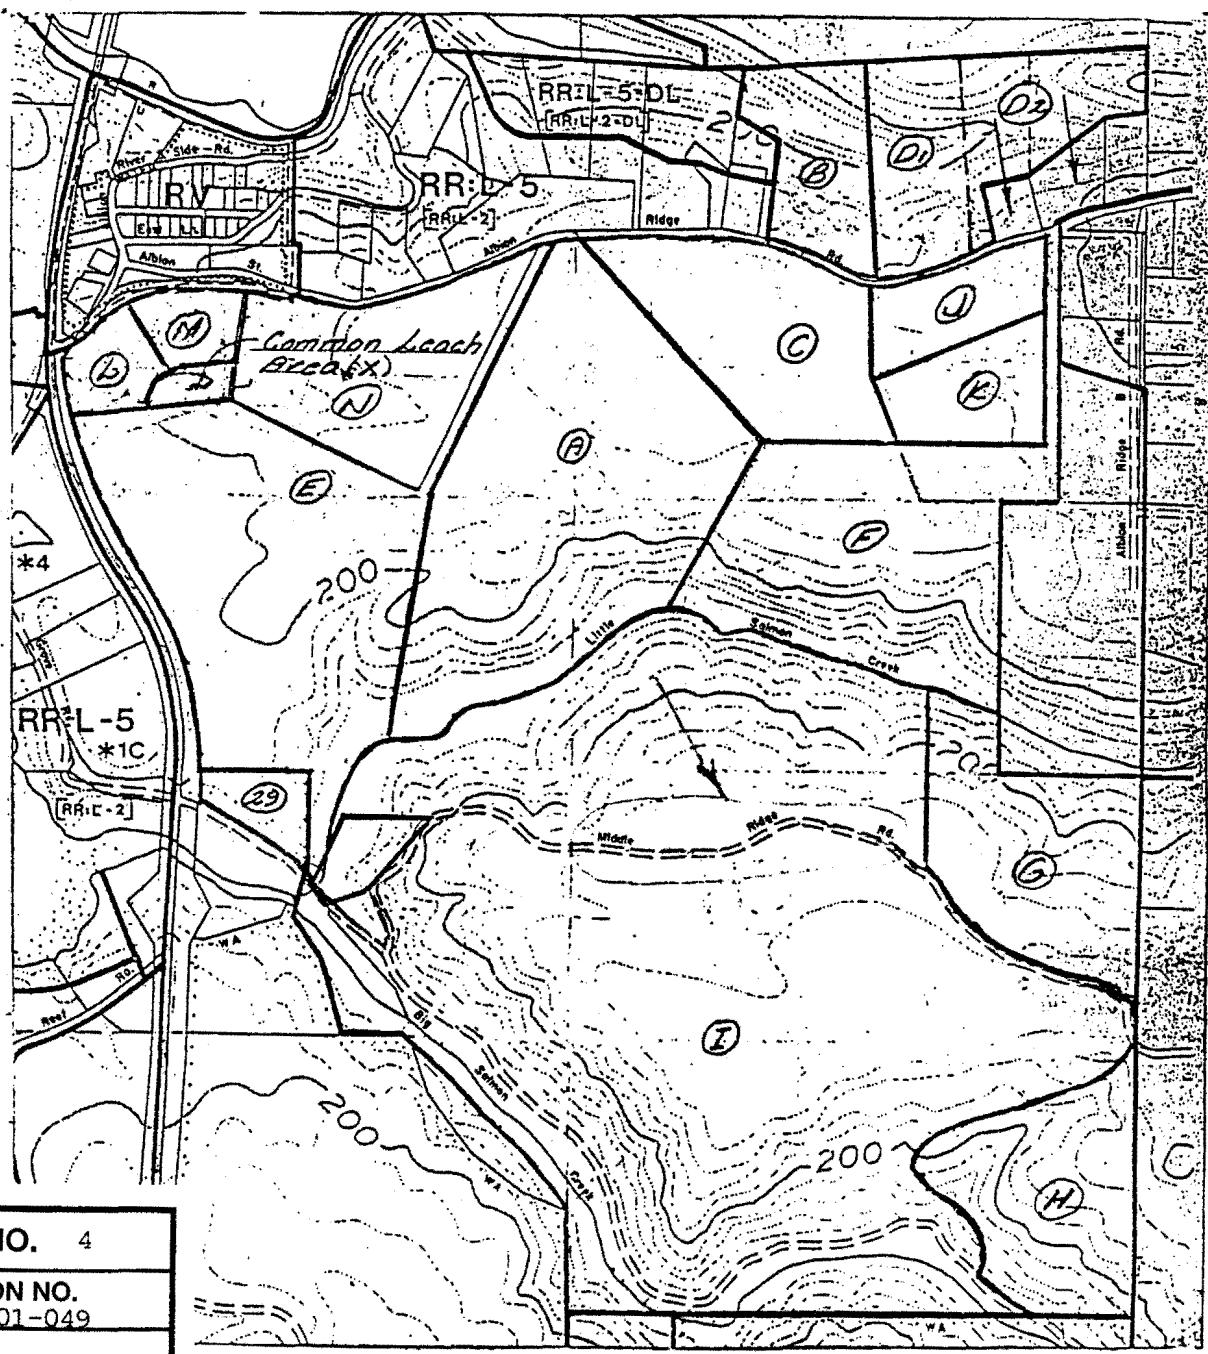 RR:L-5-DL
[RR:L-2-DL]
D2
D1
B
River Side Rd.
RV
RR:L-5
[RR:L-2]
Ridge
Albion
Rd.
Albion St.
M
Common Leach
Area (X)
L
N
J
C
K
A
E
F
Albion Ridge B Rd.
*4
200
Little Salmon Creek
RR:L-5
*1C
[RR:L-2]
29
200
Middle Ridge Rd.
G
WA
Reef Rd.
Big Salmon Creek
I
200
200
WA
H
C
WA
NO. 4
ON NO.
01-049